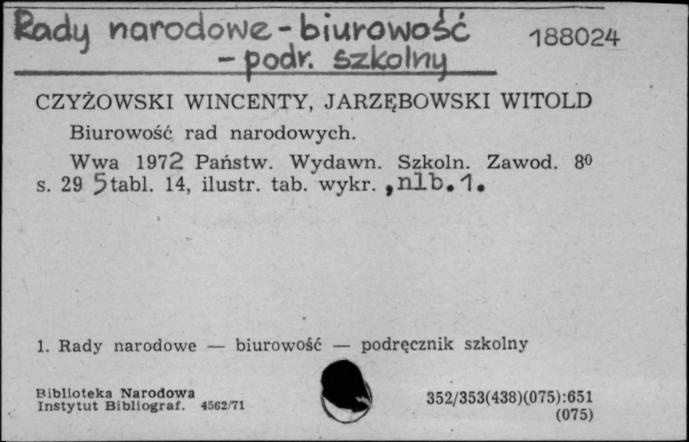 Rady narodowe - biurowość
- podr. szkolny
188024
CZYŻOWSKI WINCENTY, JARZĘBOWSKI WITOLD
Biurowość rad narodowych.
Wwa 1972 Państw. Wydawn. Szkoln. Zawod. 8⁰
s. 29 5 tabl. 14, ilustr. tab. wykr. , nlb. 1.
1. Rady narodowe — biurowość — podręcznik szkolny
Biblioteka Narodowa
Instytut Bibliograf. 4562/71
352/353(438)(075):651
(075)